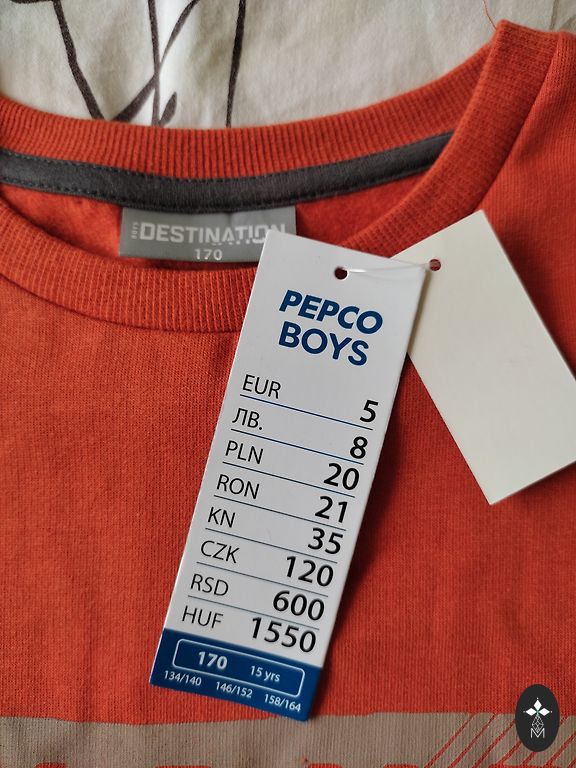 BOYS DESTINATION
170
PEPCO
BOYS
EUR 5
ЛВ. 8
PLN 20
RON 21
KN 35
CZK 120
RSD 600
HUF 1550
170 15 yrs
134/140 146/152 158/164
M